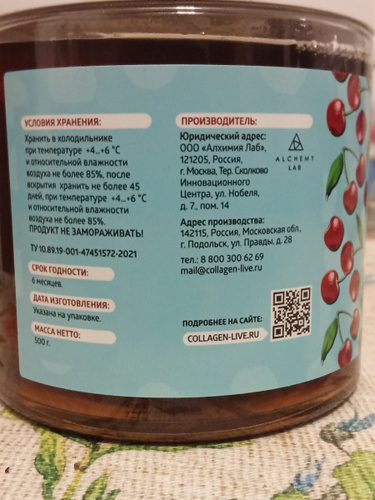 УСЛОВИЯ ХРАНЕНИЯ:
Хранить в холодильнике
при температуре +4...+6 °С
и относительной влажности
воздуха не более 85%, после
вскрытия хранить не более 45
дней, при температуре +4...+6 °С
и относительной влажности
воздуха не более 85%.
ПРОДУКТ НЕ ЗАМОРАЖИВАТЬ!
ТУ 10.89.19-001-47451572-2021
СРОК ГОДНОСТИ:
6 месяцев.
ДАТА ИЗГОТОВЛЕНИЯ:
Указана на упаковке.
МАССА НЕТТО:
500 г.
ПРОИЗВОДИТЕЛЬ:
Юридический адрес:
ООО «Алхимия Лаб»,
121205, Россия,
г. Москва, Тер. Сколково
Инновационного
Центра, ул. Нобеля,
д. 7., пом. 14
ALCHEMY
LAB
Адрес производства:
142115, Россия, Московская обл.,
г. Подольск, ул. Правды, д. 28
тел.: 8 800 300 62 69
mail@collagen-live.ru
ПОДРОБНЕЕ НА САЙТЕ:
COLLAGEN-LIVE.RU